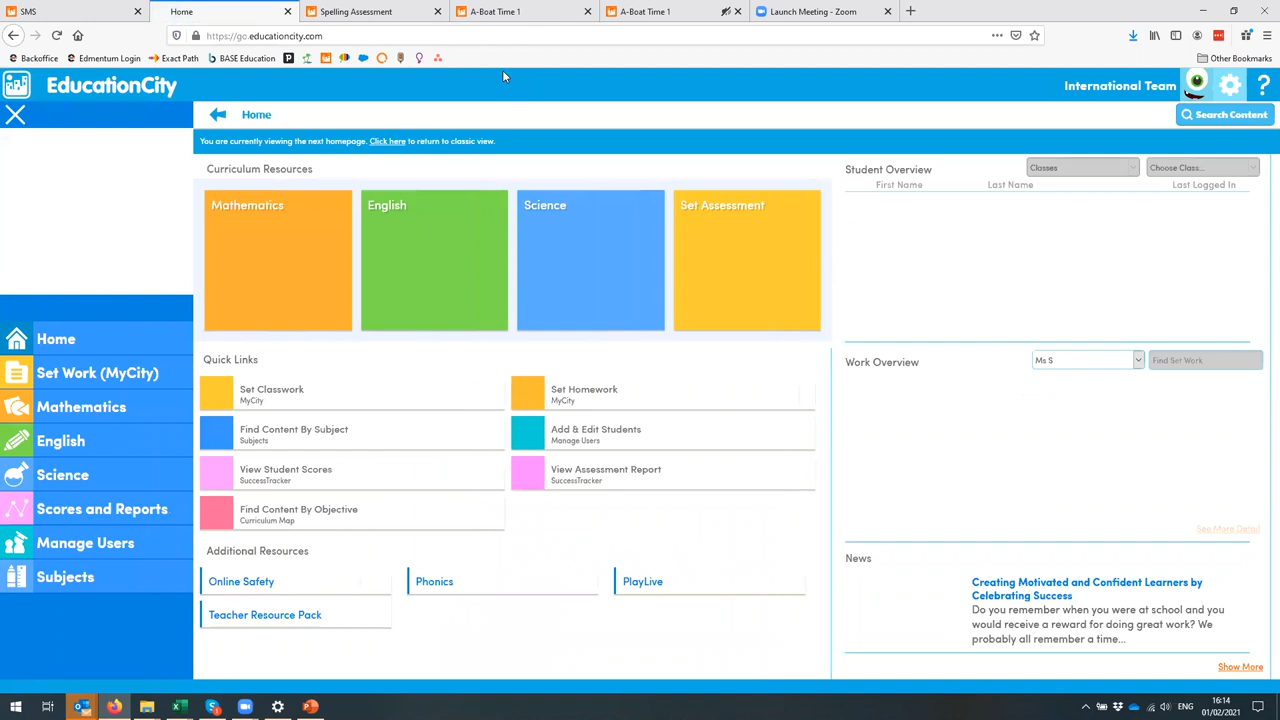 SMS
Home
Spelling Assessment
A-Boat Time 1
A-Boat Time 1
Launch Meeting - Zoom
https://go.educationcity.com
Backoffice
Edmentum Login
Exact Path
BASE Education
Other Bookmarks
EducationCity
International Team
?
Home
Search Content
You are currently viewing the next homepage. Click here to return to classic view.
Curriculum Resources
Mathematics
English
Science
Set Assessment
Student Overview
Classes
Choose Class...
First Name
Last Name
Last Logged In
Home
Set Work (MyCity)
Mathematics
English
Science
Scores and Reports
Manage Users
Subjects
Quick Links
Set Classwork
MyCity
Set Homework
MyCity
Find Content By Subject
Subjects
Add & Edit Students
Manage Users
View Student Scores
SuccessTracker
View Assessment Report
SuccessTracker
Find Content By Objective
Curriculum Map
Additional Resources
Online Safety
Phonics
PlayLive
Teacher Resource Pack
Work Overview
Ms S
Find Set Work
See More Detail
News
Creating Motivated and Confident Learners by
Celebrating Success
Do you remember when you were at school and you
would receive a reward for doing great work? We
probably all remember a time...
Show More
ENG
16:14
01/02/2021